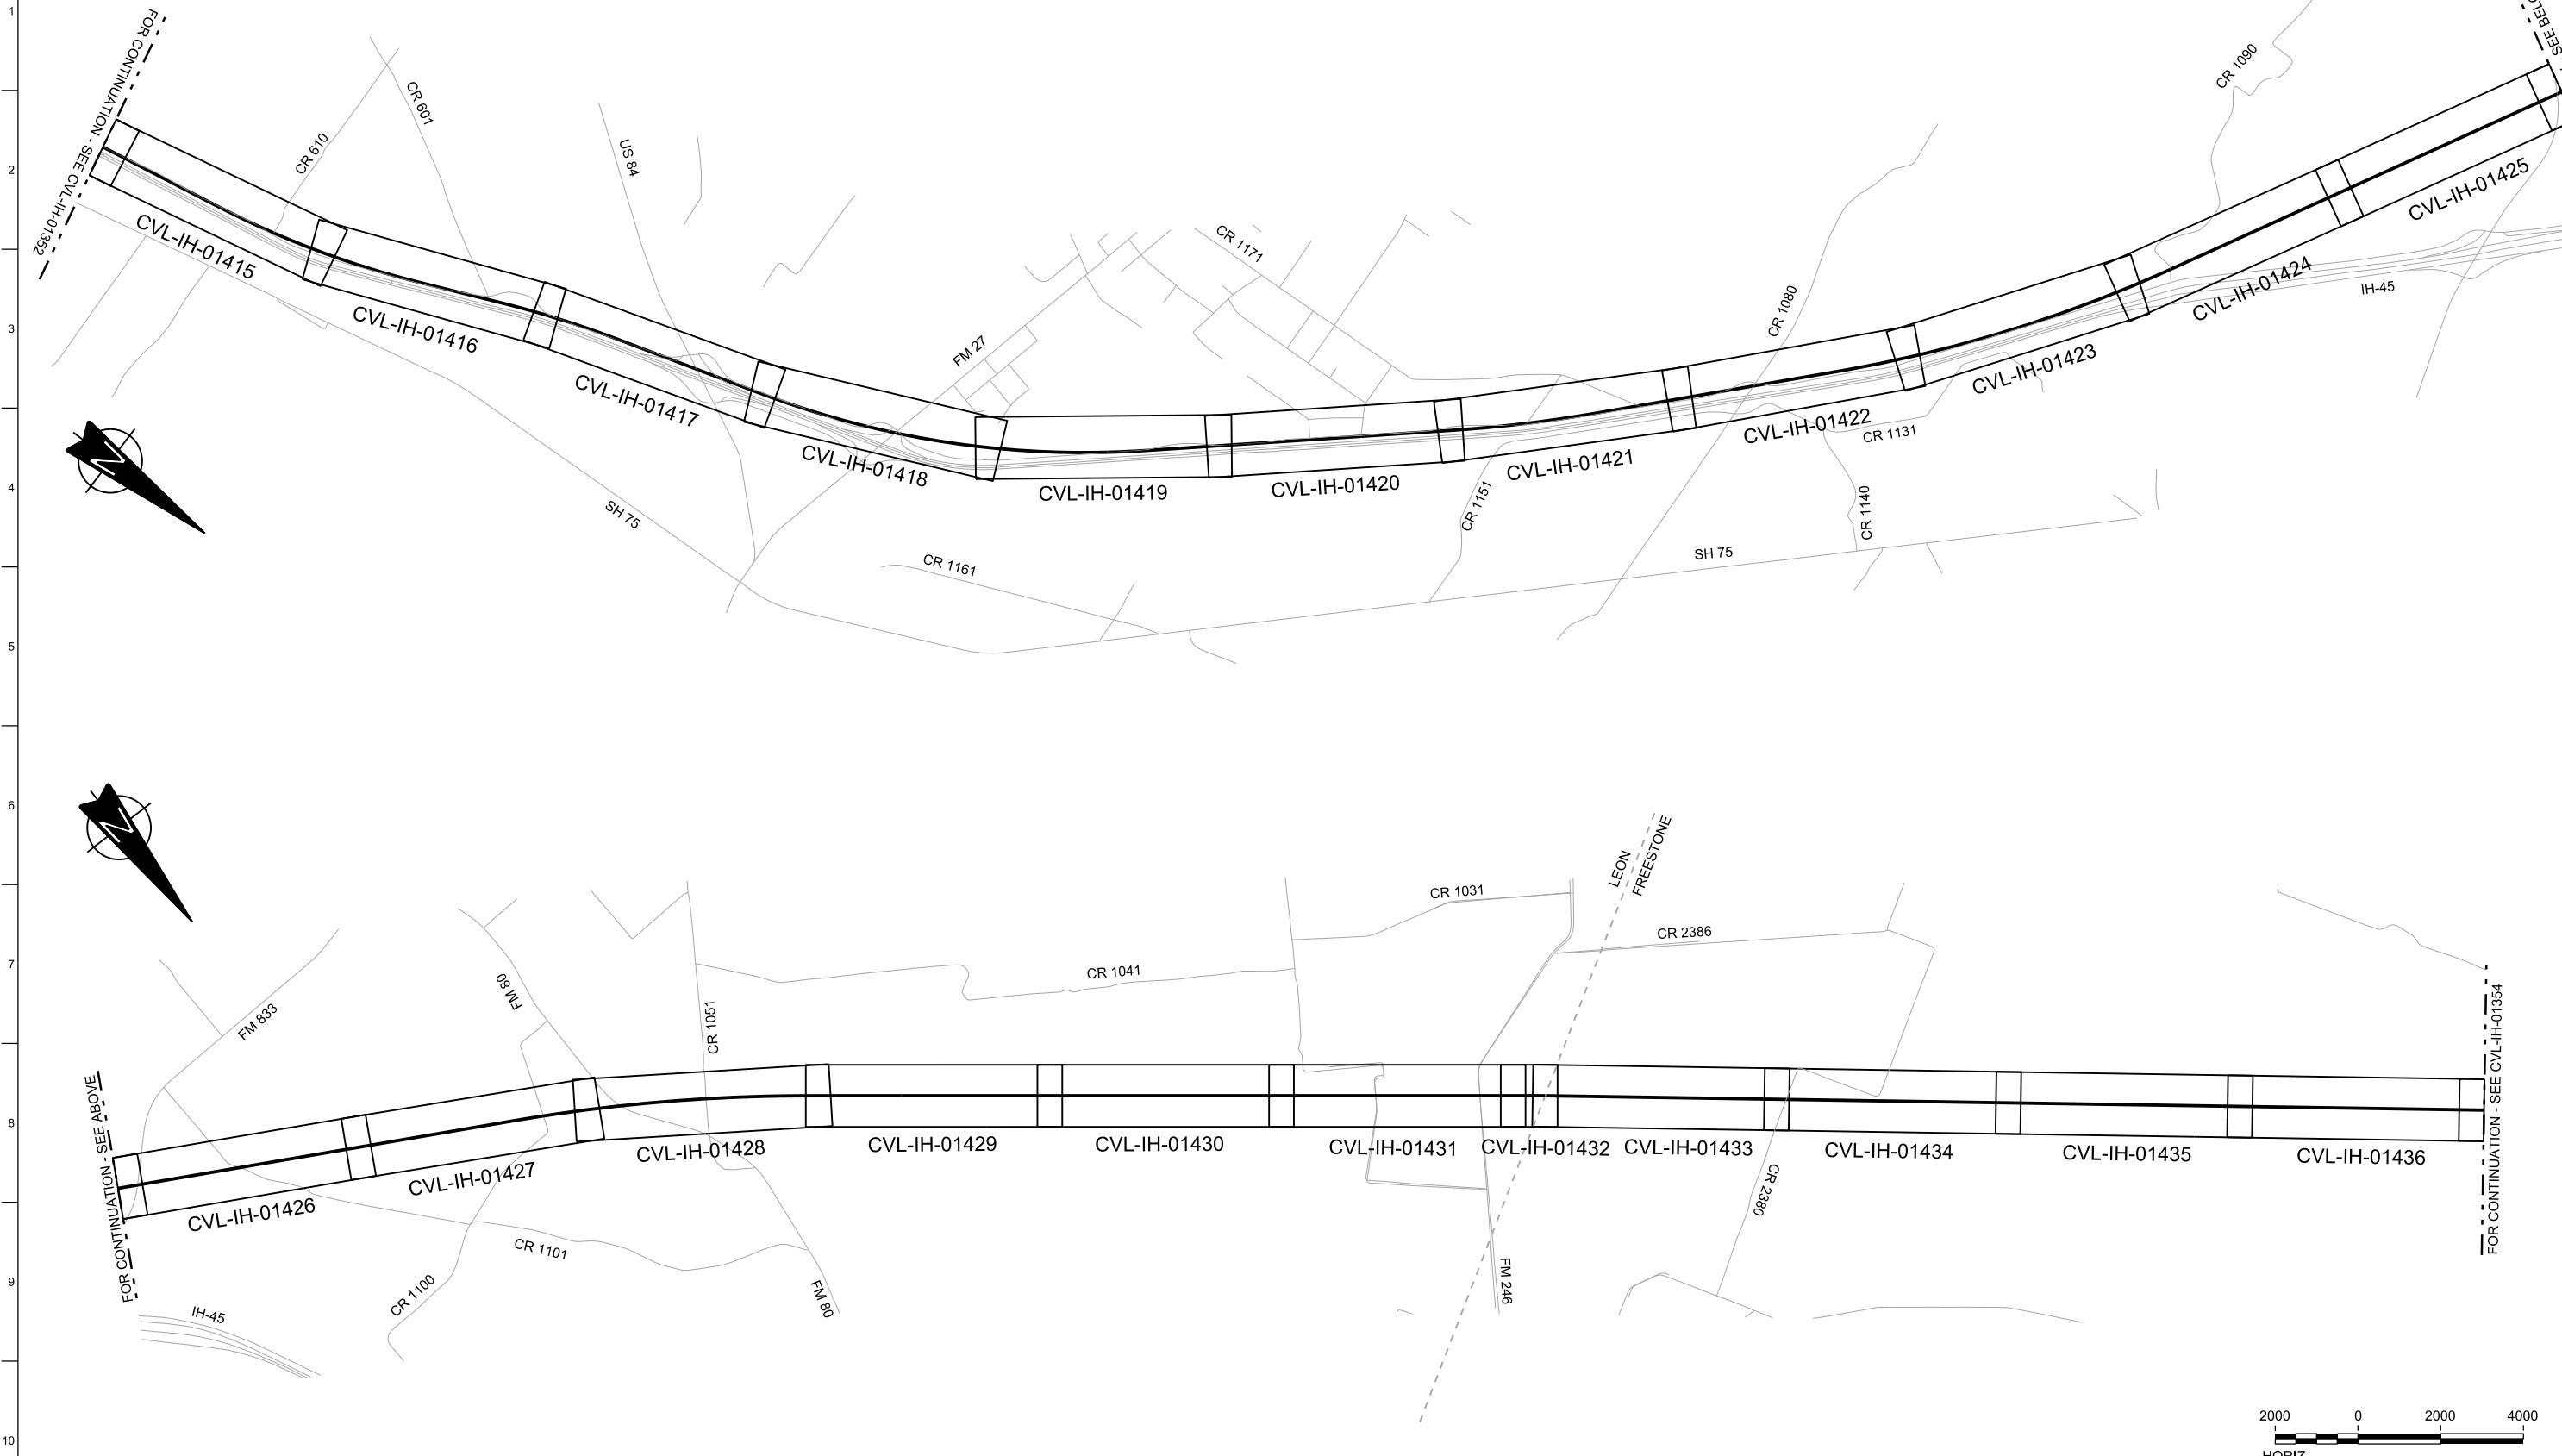 1
2
3
4
5
6
7
8
9
10
FOR CONTINUATION - SEE CVL-IH-01352
CR 610
CR 601
US 84
CR 1171
CR 1090
CR 1080
FM 27
IH-45
CR 1131
CR 1140
CR 1151
SH 75
SH 75
CR 1161
CVL-IH-01415
CVL-IH-01416
CVL-IH-01417
CVL-IH-01418
CVL-IH-01419
CVL-IH-01420
CVL-IH-01421
CVL-IH-01422
CVL-IH-01423
CVL-IH-01424
CVL-IH-01425
SEE BELO
N
N
LEON
FREESTONE
CR 1031
CR 2386
CR 1041
FM 80
FM 833
CR 1051
FOR CONTINUATION - SEE ABOVE
FOR CONTINUATION - SEE CVL-IH-01354
CVL-IH-01426
CVL-IH-01427
CVL-IH-01428
CVL-IH-01429
CVL-IH-01430
CVL-IH-01431
CVL-IH-01432
CVL-IH-01433
CVL-IH-01434
CVL-IH-01435
CVL-IH-01436
CR 2380
CR 1101
CR 1100
FM 80
FM 246
IH-45
2000 0 2000 4000
HORIZ